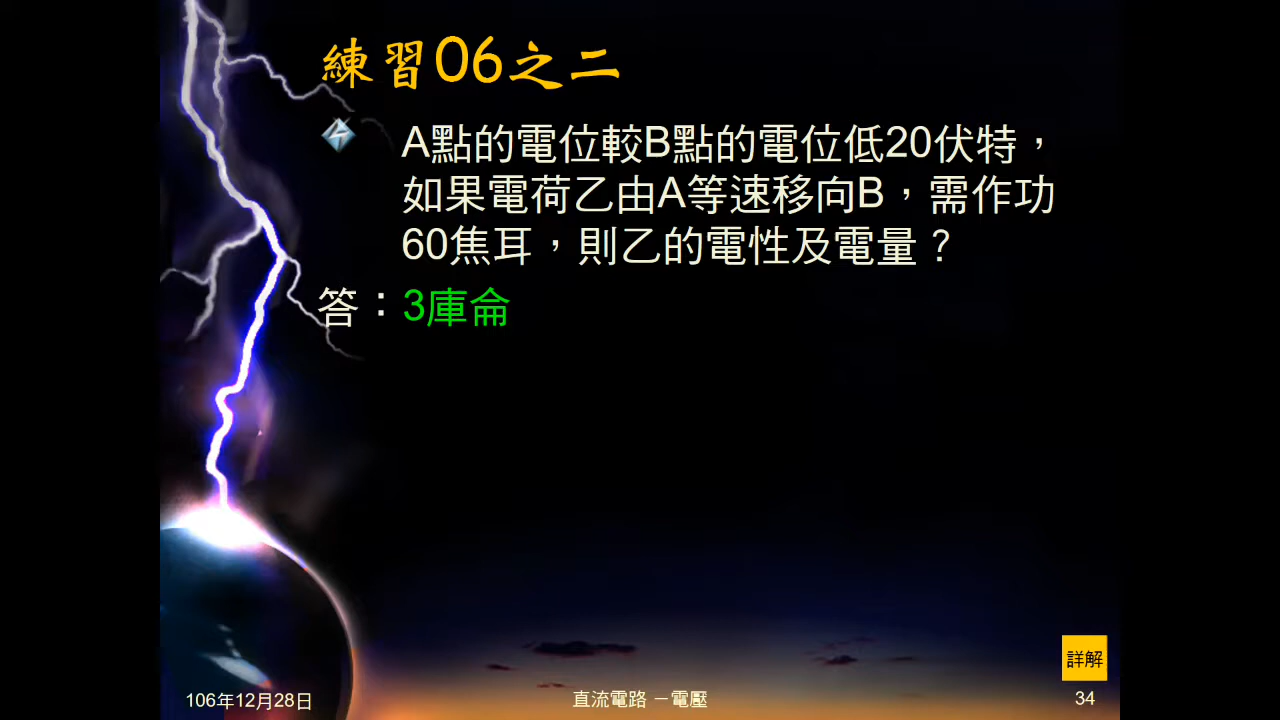 練習06之二
A點的電位較B點的電位低20伏特，
如果電荷乙由A等速移向B，需作功
60焦耳，則乙的電性及電量？
答：3庫侖
詳解
106年12月28日
直流電路 －電壓
34